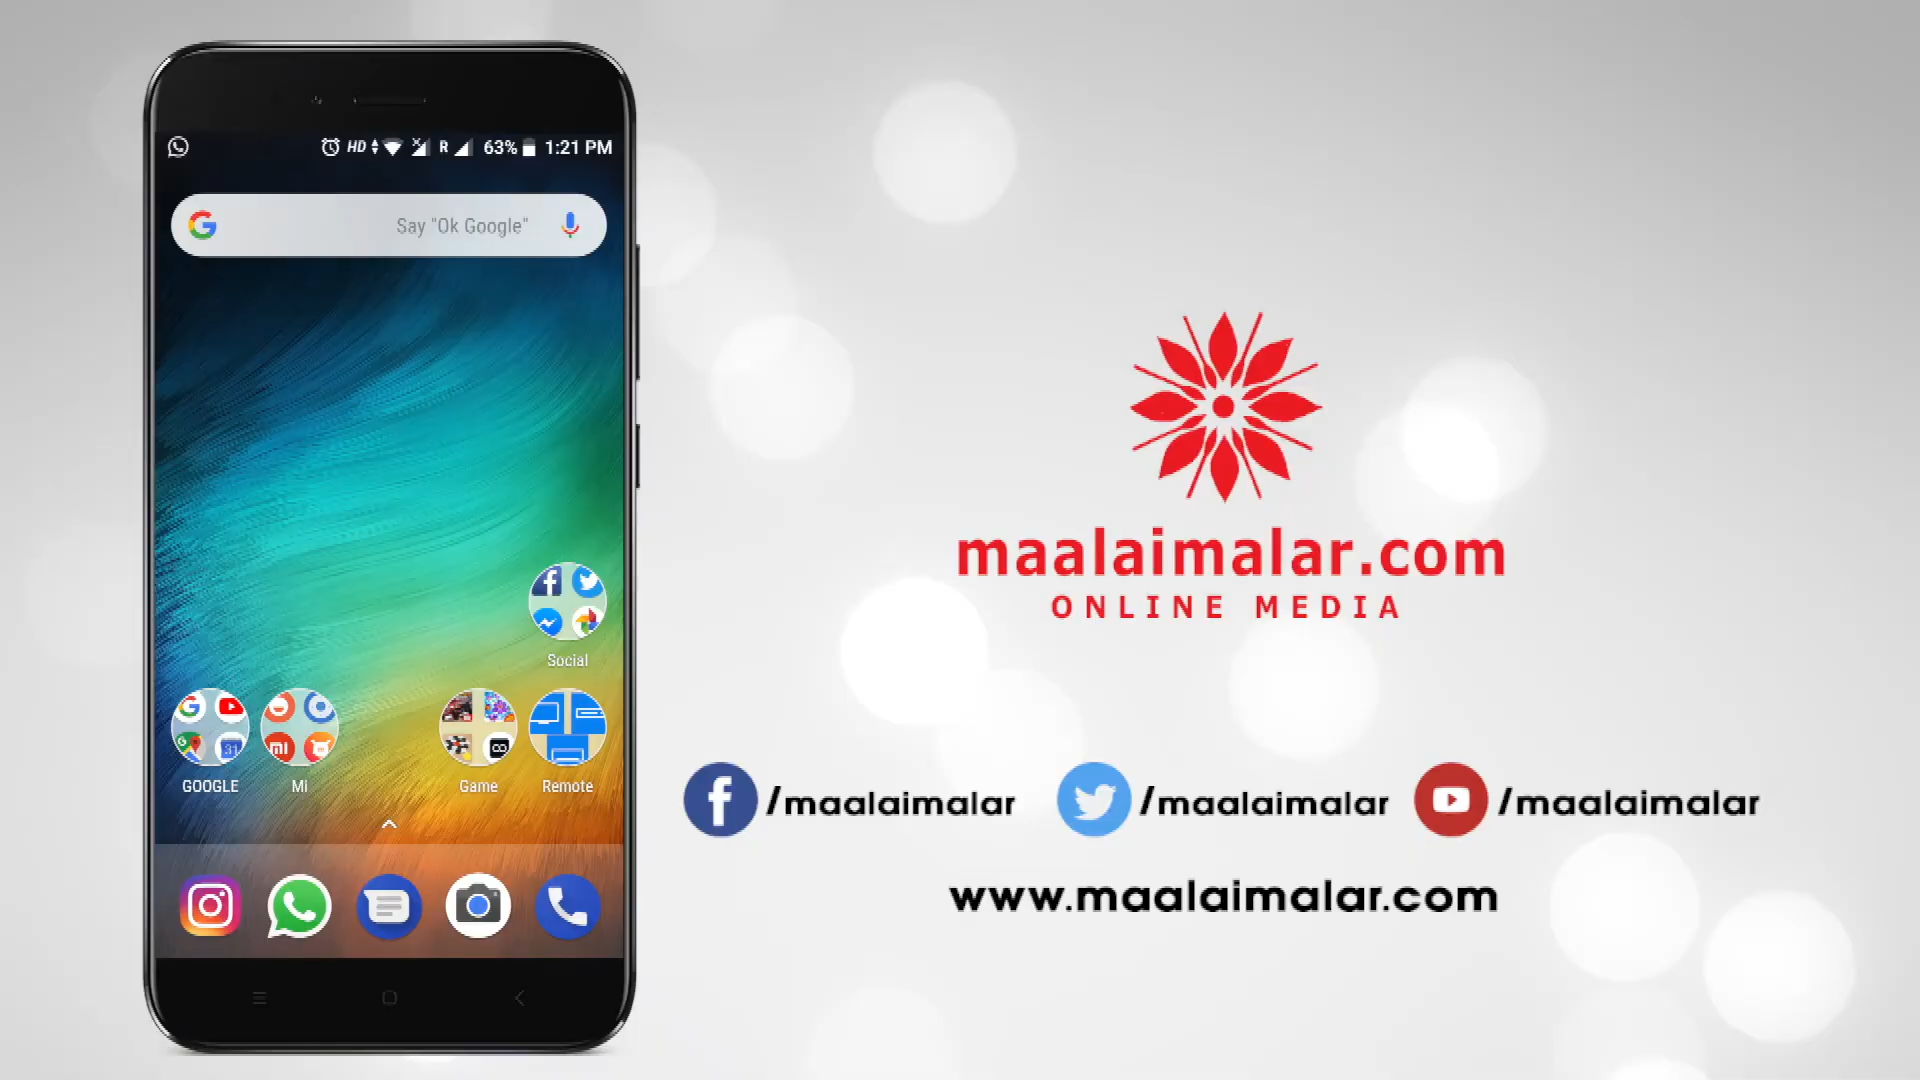 HD R 63% 1:21 PM
Say "Ok Google"
Social
GOOGLE Mi Game Remote
maalaimalar.com
ONLINE MEDIA
/maalaimalar /maalaimalar /maalaimalar
www.maalaimalar.com